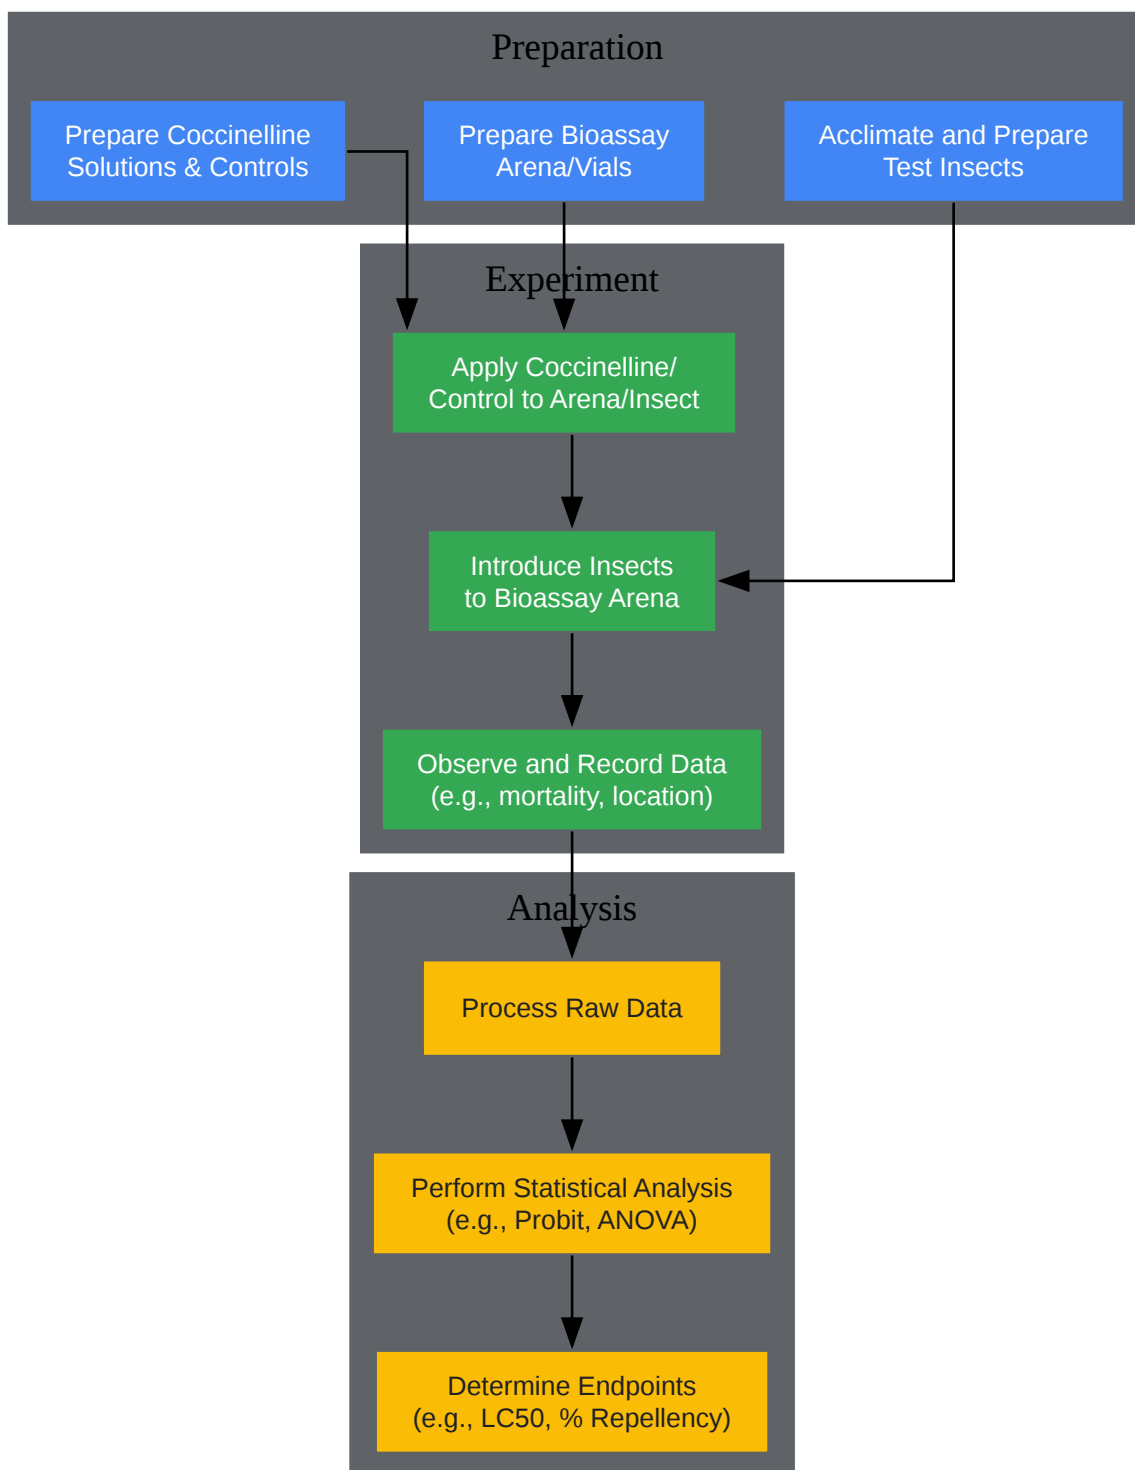 Preparation
Prepare Coccinelline
Solutions & Controls
Prepare Bioassay
Arena/Vials
Acclimate and Prepare
Test Insects
Experiment
Apply Coccinelline/
Control to Arena/Insect
Introduce Insects
to Bioassay Arena
Observe and Record Data
(e.g., mortality, location)
Analysis
Process Raw Data
Perform Statistical Analysis
(e.g., Probit, ANOVA)
Determine Endpoints
(e.g., LC50, % Repellency)